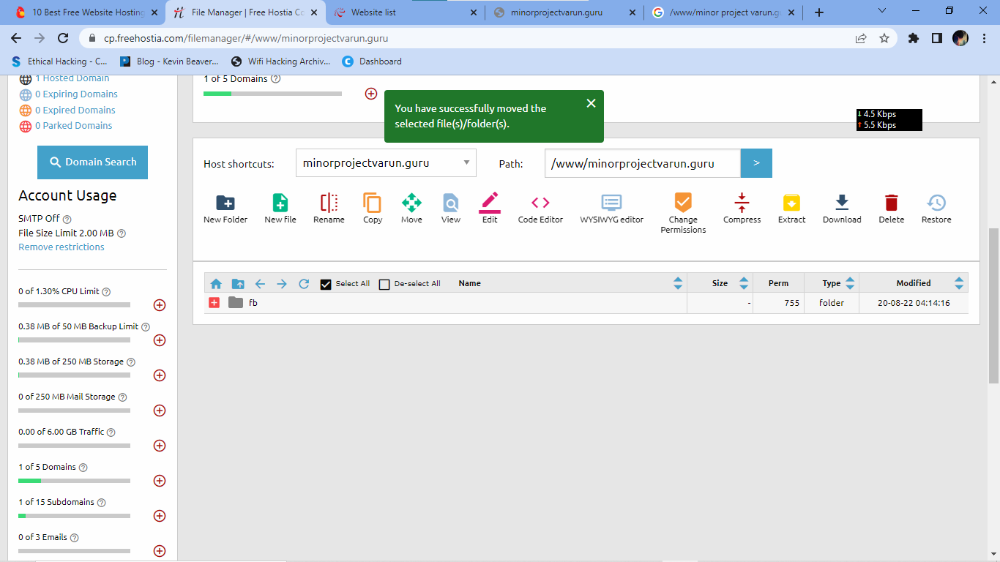 10 Best Free Website Hosting
File Manager | Free Hostia Co
Website list
minorprojectvarun.guru
/www/minor project varun.gu
cp.freehostia.com/filemanager/#/www/minorprojectvarun.guru
Ethical Hacking - C...
Blog - Kevin Beaver...
Wifi Hacking Archiv...
Dashboard
1 Hosted Domain
0 Expiring Domains
0 Expired Domains
0 Parked Domains
Domain Search
Account Usage
SMTP Off
File Size Limit 2.00 MB
Remove restrictions
0 of 1.30% CPU Limit
0.38 MB of 50 MB Backup Limit
0.38 MB of 250 MB Storage
0 of 250 MB Mail Storage
0.00 of 6.00 GB Traffic
1 of 5 Domains
1 of 15 Subdomains
0 of 3 Emails
1 of 5 Domains
You have successfully moved the
selected file(s)/folder(s).
4.5 Kbps
5.5 Kbps
Host shortcuts:
minorprojectvarun.guru
Path:
/www/minorprojectvarun.guru
>
New Folder
New file
Rename
Copy
Move
View
Edit
Code Editor
WYSIWYG editor
Change
Permissions
Compress
Extract
Download
Delete
Restore
Select All
De-select All
Name
Size
Perm
Type
Modified
fb
-
755
folder
20-08-22 04:14:16